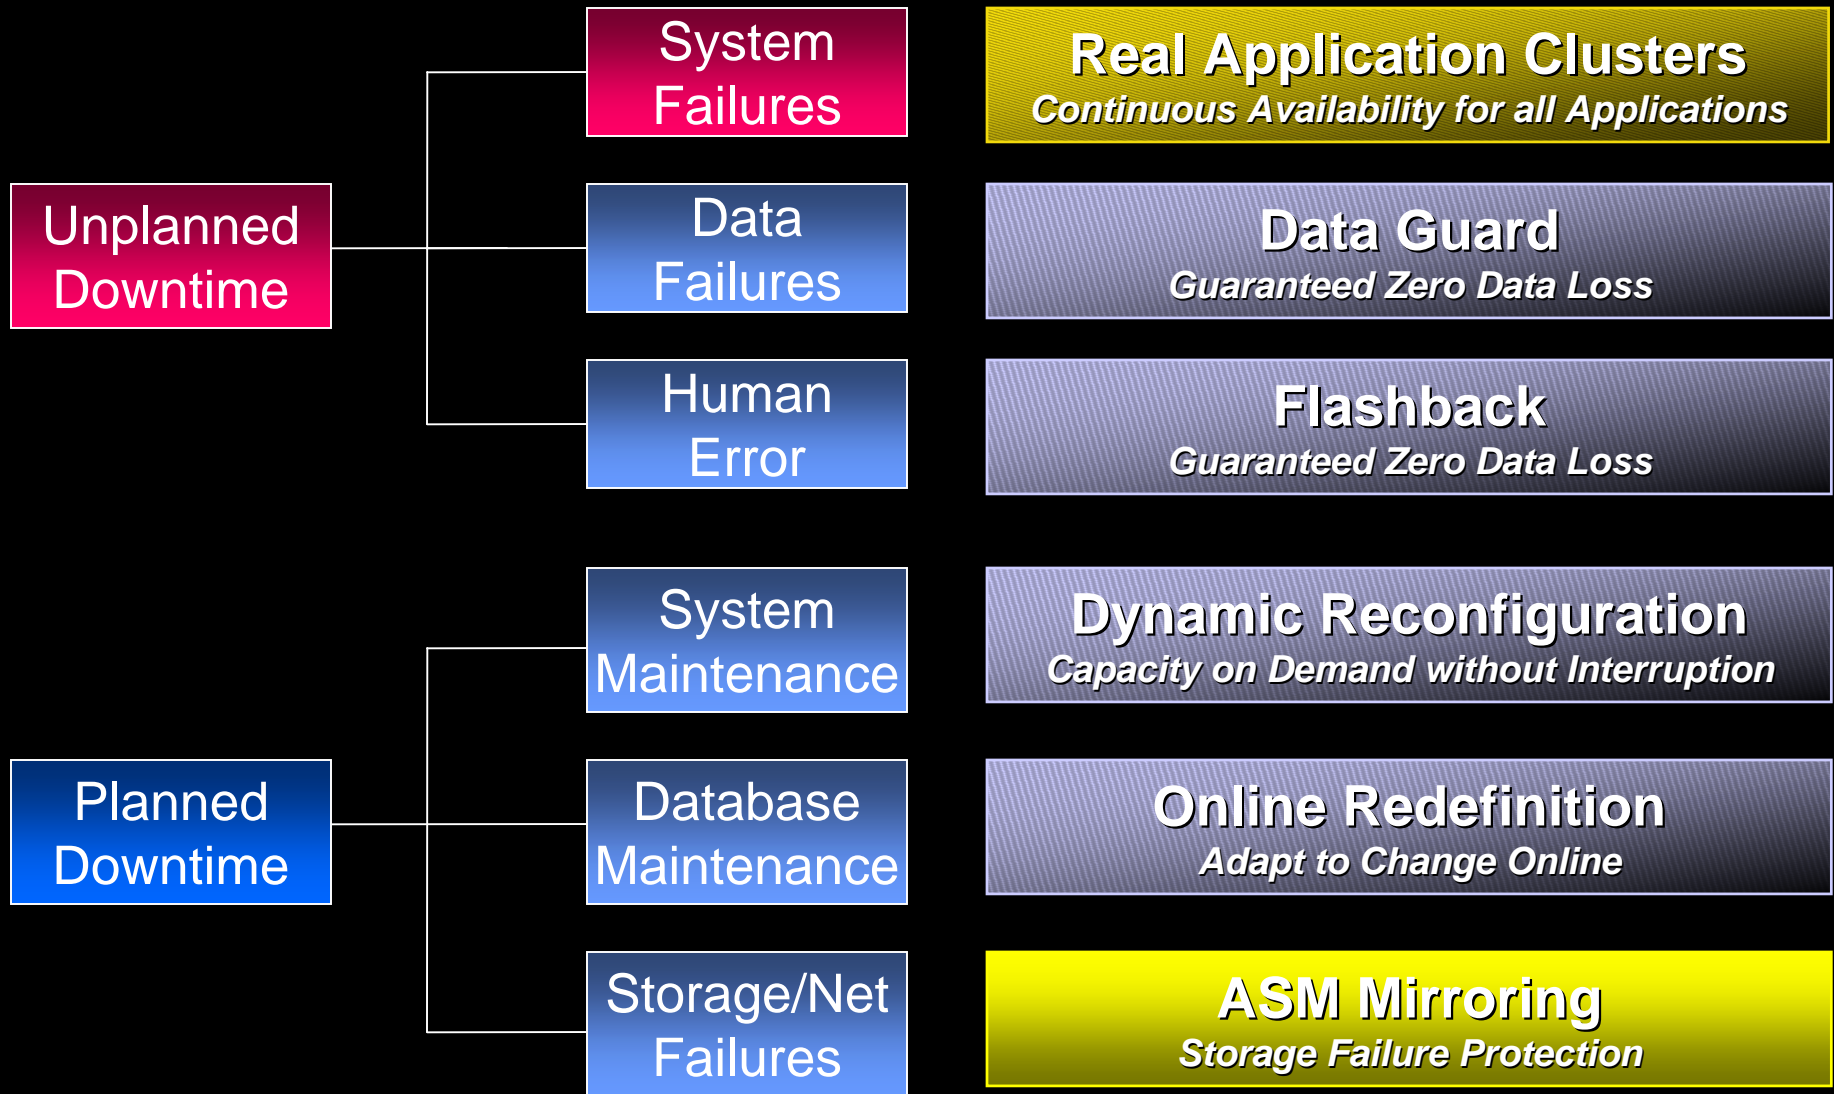 System
Failures
Real Application Clusters
Continuous Availability for all Applications
Unplanned
Downtime
Data
Failures
Data Guard
Guaranteed Zero Data Loss
Human
Error
Flashback
Guaranteed Zero Data Loss
System
Maintenance
Dynamic Reconfiguration
Capacity on Demand without Interruption
Planned
Downtime
Database
Maintenance
Online Redefinition
Adapt to Change Online
Storage/Net
Failures
ASM Mirroring
Storage Failure Protection